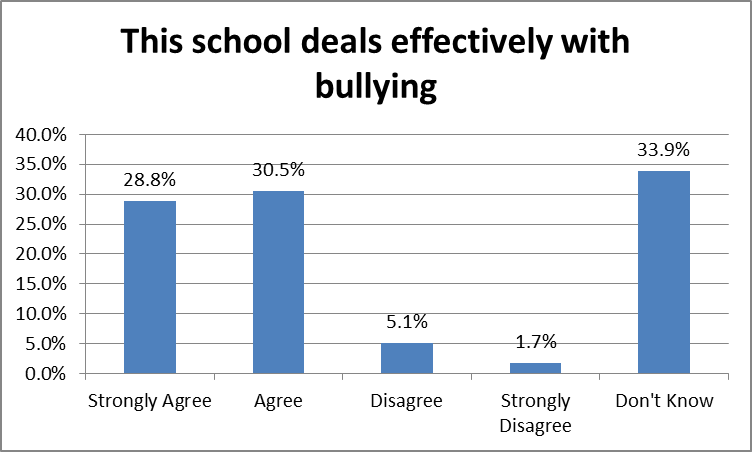 This school deals effectively with
bullying
40.0%
35.0%
30.0%
25.0%
20.0%
15.0%
10.0%
5.0%
0.0%
28.8%
30.5%
5.1%
1.7%
33.9%
Strongly Agree
Agree
Disagree
Strongly
Disagree
Don't Know